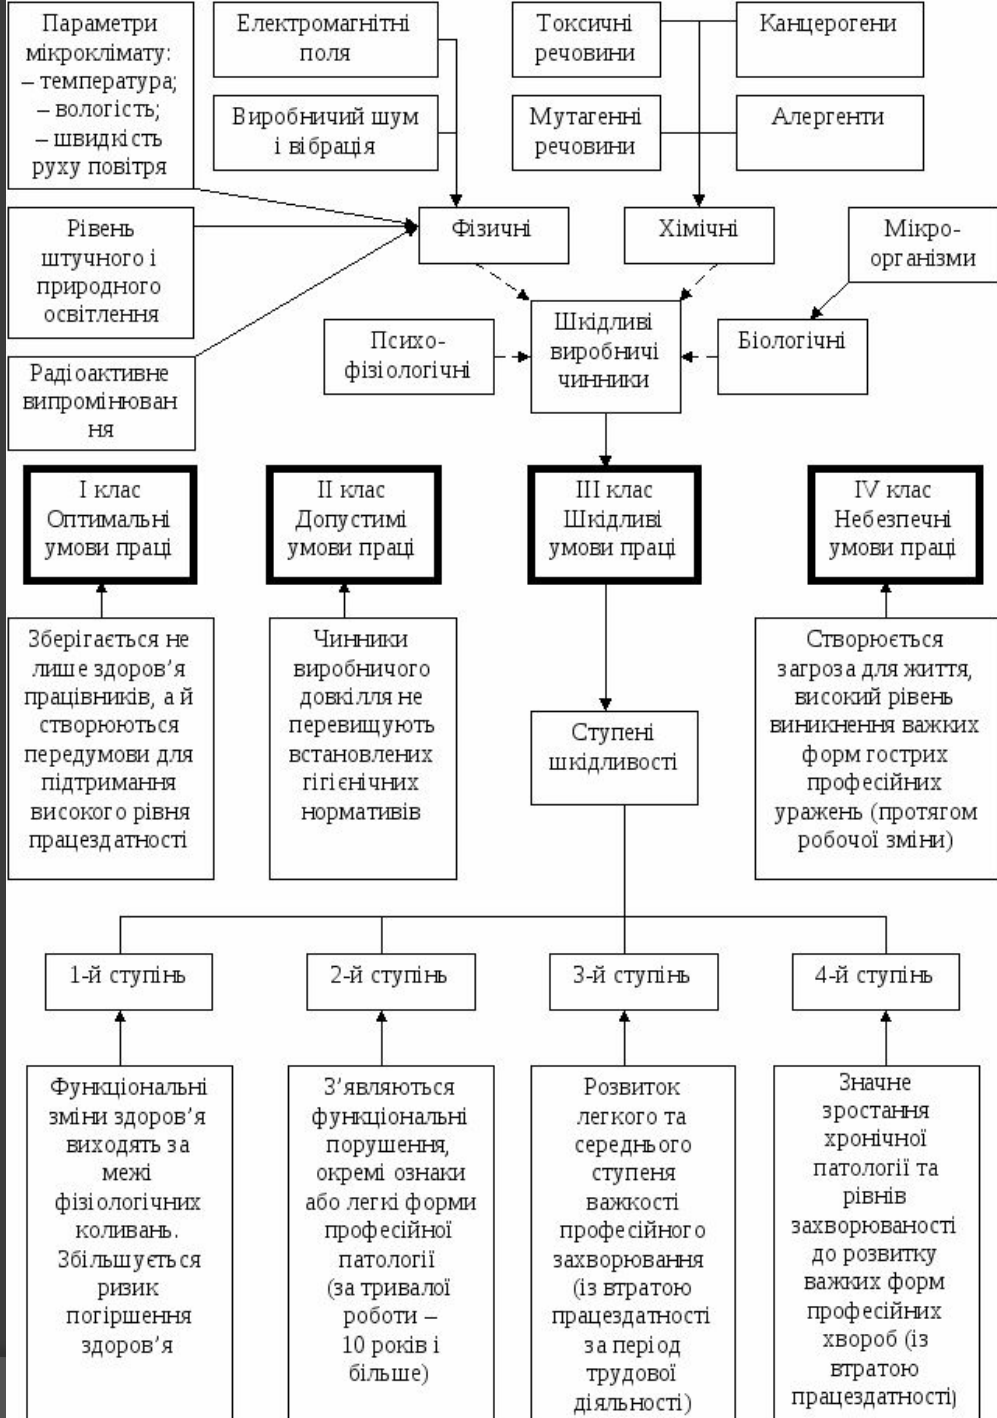 Параметри
мікроклімату:
– температура;
– вологість;
– швидкість
руху повітря
Електромагнітні
поля
Виробничий шум
і вібрація
Токсичні
речовини
Мутагенні
речовини
Канцерогени
Алергенти
Рівень
штучного і
природного
освітлення
Фізичні
Хімічні
Мікро-
організми
Радіоактивне
випромінюван
ня
Психо-
фізіологічні
Шкідливі
виробничі
чинники
Біологічні
І клас
Оптимальні
умови праці
ІІ клас
Допустимі
умови праці
ІІІ клас
Шкідливі
умови праці
IV клас
Небезпечні
умови праці
Зберігається не
лише здоров’я
працівників, а й
створюються
передумови для
підтримання
високого рівня
працездатності
Чинники
виробничого
довкілля не
перевищують
встановлених
гігієнічних
нормативів
Ступені
шкідливості
Створюється
загроза для життя,
високий рівень
виникнення важких
форм гострих
професійних
уражень (протягом
робочої зміни)
1-й ступінь
2-й ступінь
3-й ступінь
4-й ступінь
Функціональні
зміни здоров’я
виходять за
межі
фізіологічних
коливань.
Збільшується
ризик
погіршення
здоров’я
З’являються
функціональні
порушення,
окремі ознаки
або легкі форми
професійної
патології
(за тривалої
роботи –
10 років і
більше)
Розвиток
легкого та
середнього
ступеня
важкості
професійного
захворювання
(із втратою
працездатності
за період
трудової
діяльності)
Значне
зростання
хронічної
патології та
рівнів
захворюваності
до розвитку
важких форм
професійних
хвороб (із
втратою
працездатності)